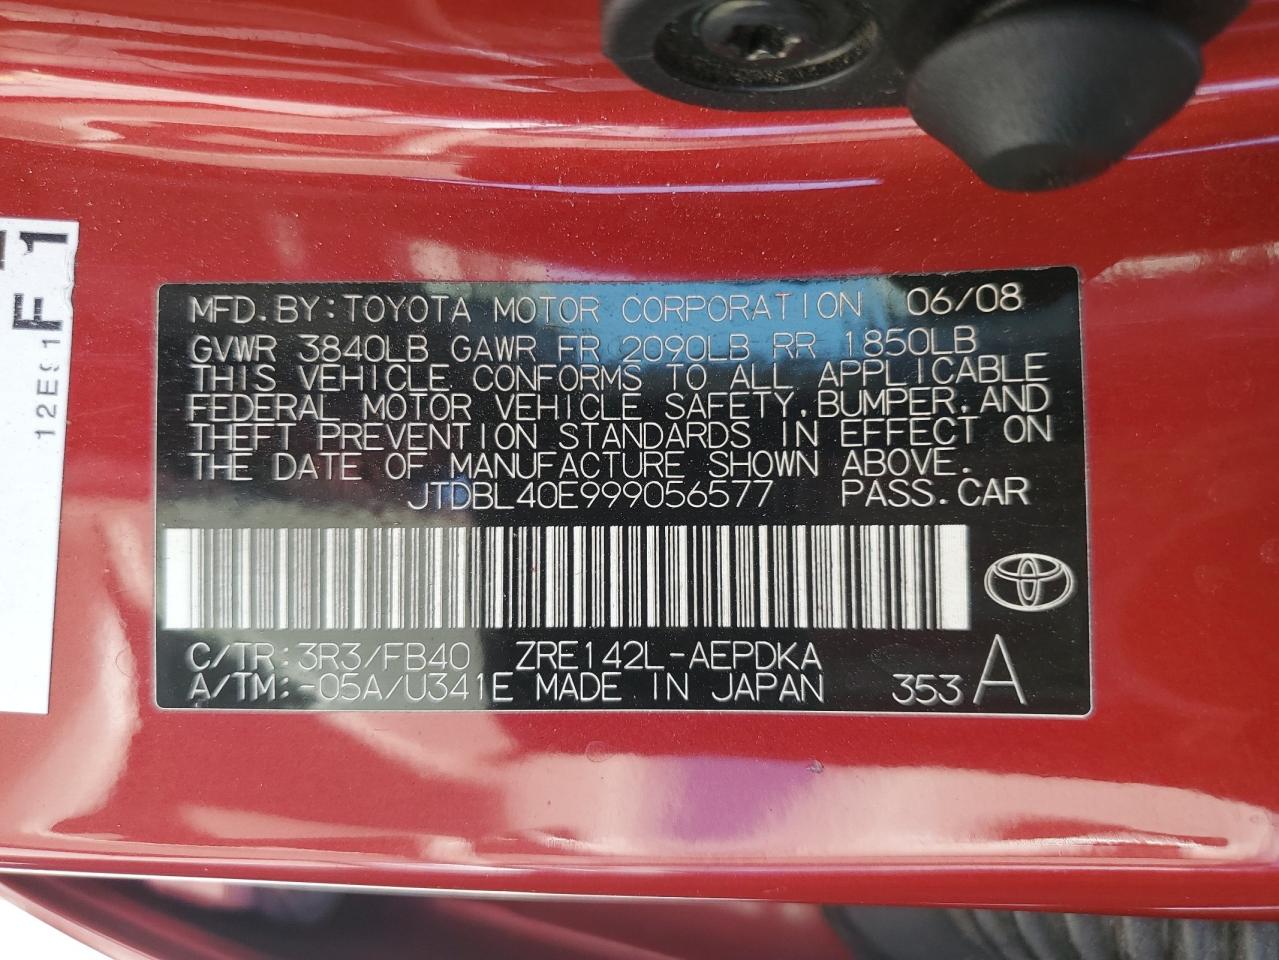 MFD.BY:TOYOTA MOTOR CORPORATION 06/08
GVWR 3840LB GAWR FR 2090LB RR 1850LB
THIS VEHICLE CONFORMS TO ALL APPLICABLE
FEDERAL MOTOR VEHICLE SAFETY,BUMPER,AND
THEFT PREVENTION STANDARDS IN EFFECT ON
THE DATE OF MANUFACTURE SHOWN ABOVE.
JTDBL40E999056577 PASS.CAR
C/TR:3R3/FB40 ZRE142L-AEPDKA
A/TM:-05A/U341E MADE IN JAPAN 353 A
F1